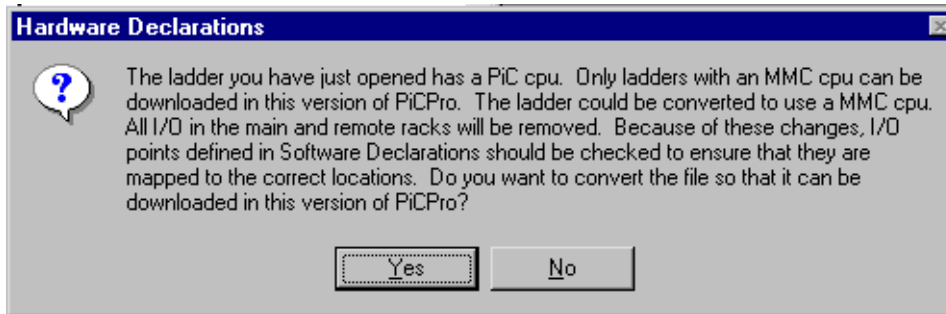 Hardware Declarations
The ladder you have just opened has a PiC cpu. Only ladders with an MMC cpu can be
downloaded in this version of PiCPro. The ladder could be converted to use a MMC cpu.
All I/O in the main and remote racks will be removed. Because of these changes, I/O
points defined in Software Declarations should be checked to ensure that they are
mapped to the correct locations. Do you want to convert the file so that it can be
downloaded in this version of PiCPro?
Yes No